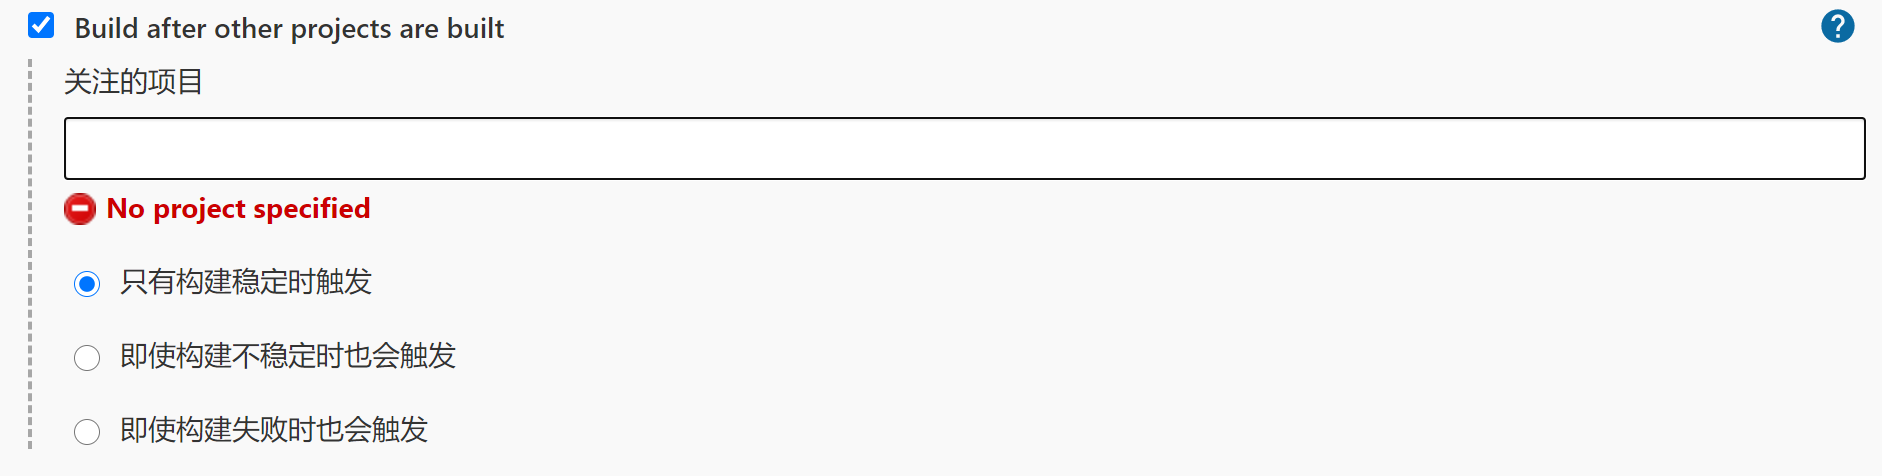 Build after other projects are built
关注的项目
No project specified
只有构建稳定时触发
即使构建不稳定时也会触发
即使构建失败时也会触发